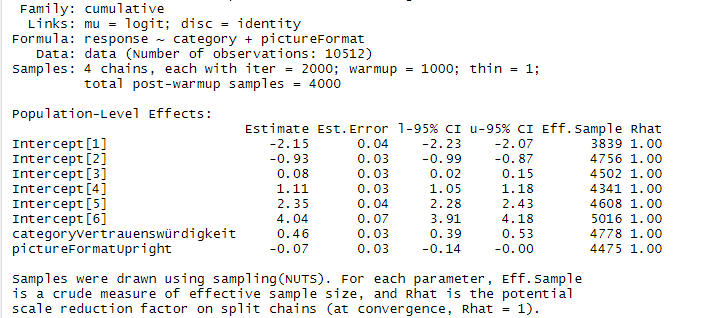 Family: cumulative
Links: mu = logit; disc = identity
Formula: response ~ category + pictureFormat
Data: data (Number of observations: 10512)
Samples: 4 chains, each with iter = 2000; warmup = 1000; thin = 1;
total post-warmup samples = 4000
Population-Level Effects:
Estimate Est.Error l-95% CI u-95% CI Eff.Sample Rhat
Intercept[1] -2.15 0.04 -2.23 -2.07 3839 1.00
Intercept[2] -0.93 0.03 -0.99 -0.87 4756 1.00
Intercept[3] 0.08 0.03 0.02 0.15 4502 1.00
Intercept[4] 1.11 0.03 1.05 1.18 4341 1.00
Intercept[5] 2.35 0.04 2.28 2.43 4608 1.00
Intercept[6] 4.04 0.07 3.91 4.18 5016 1.00
categoryVertrauenswürdigkeit 0.46 0.03 0.39 0.53 4778 1.00
pictureFormatUpright -0.07 0.03 -0.14 -0.00 4475 1.00
Samples were drawn using sampling(NUTS). For each parameter, Eff.Sample
is a crude measure of effective sample size, and Rhat is the potential
scale reduction factor on split chains (at convergence, Rhat = 1).